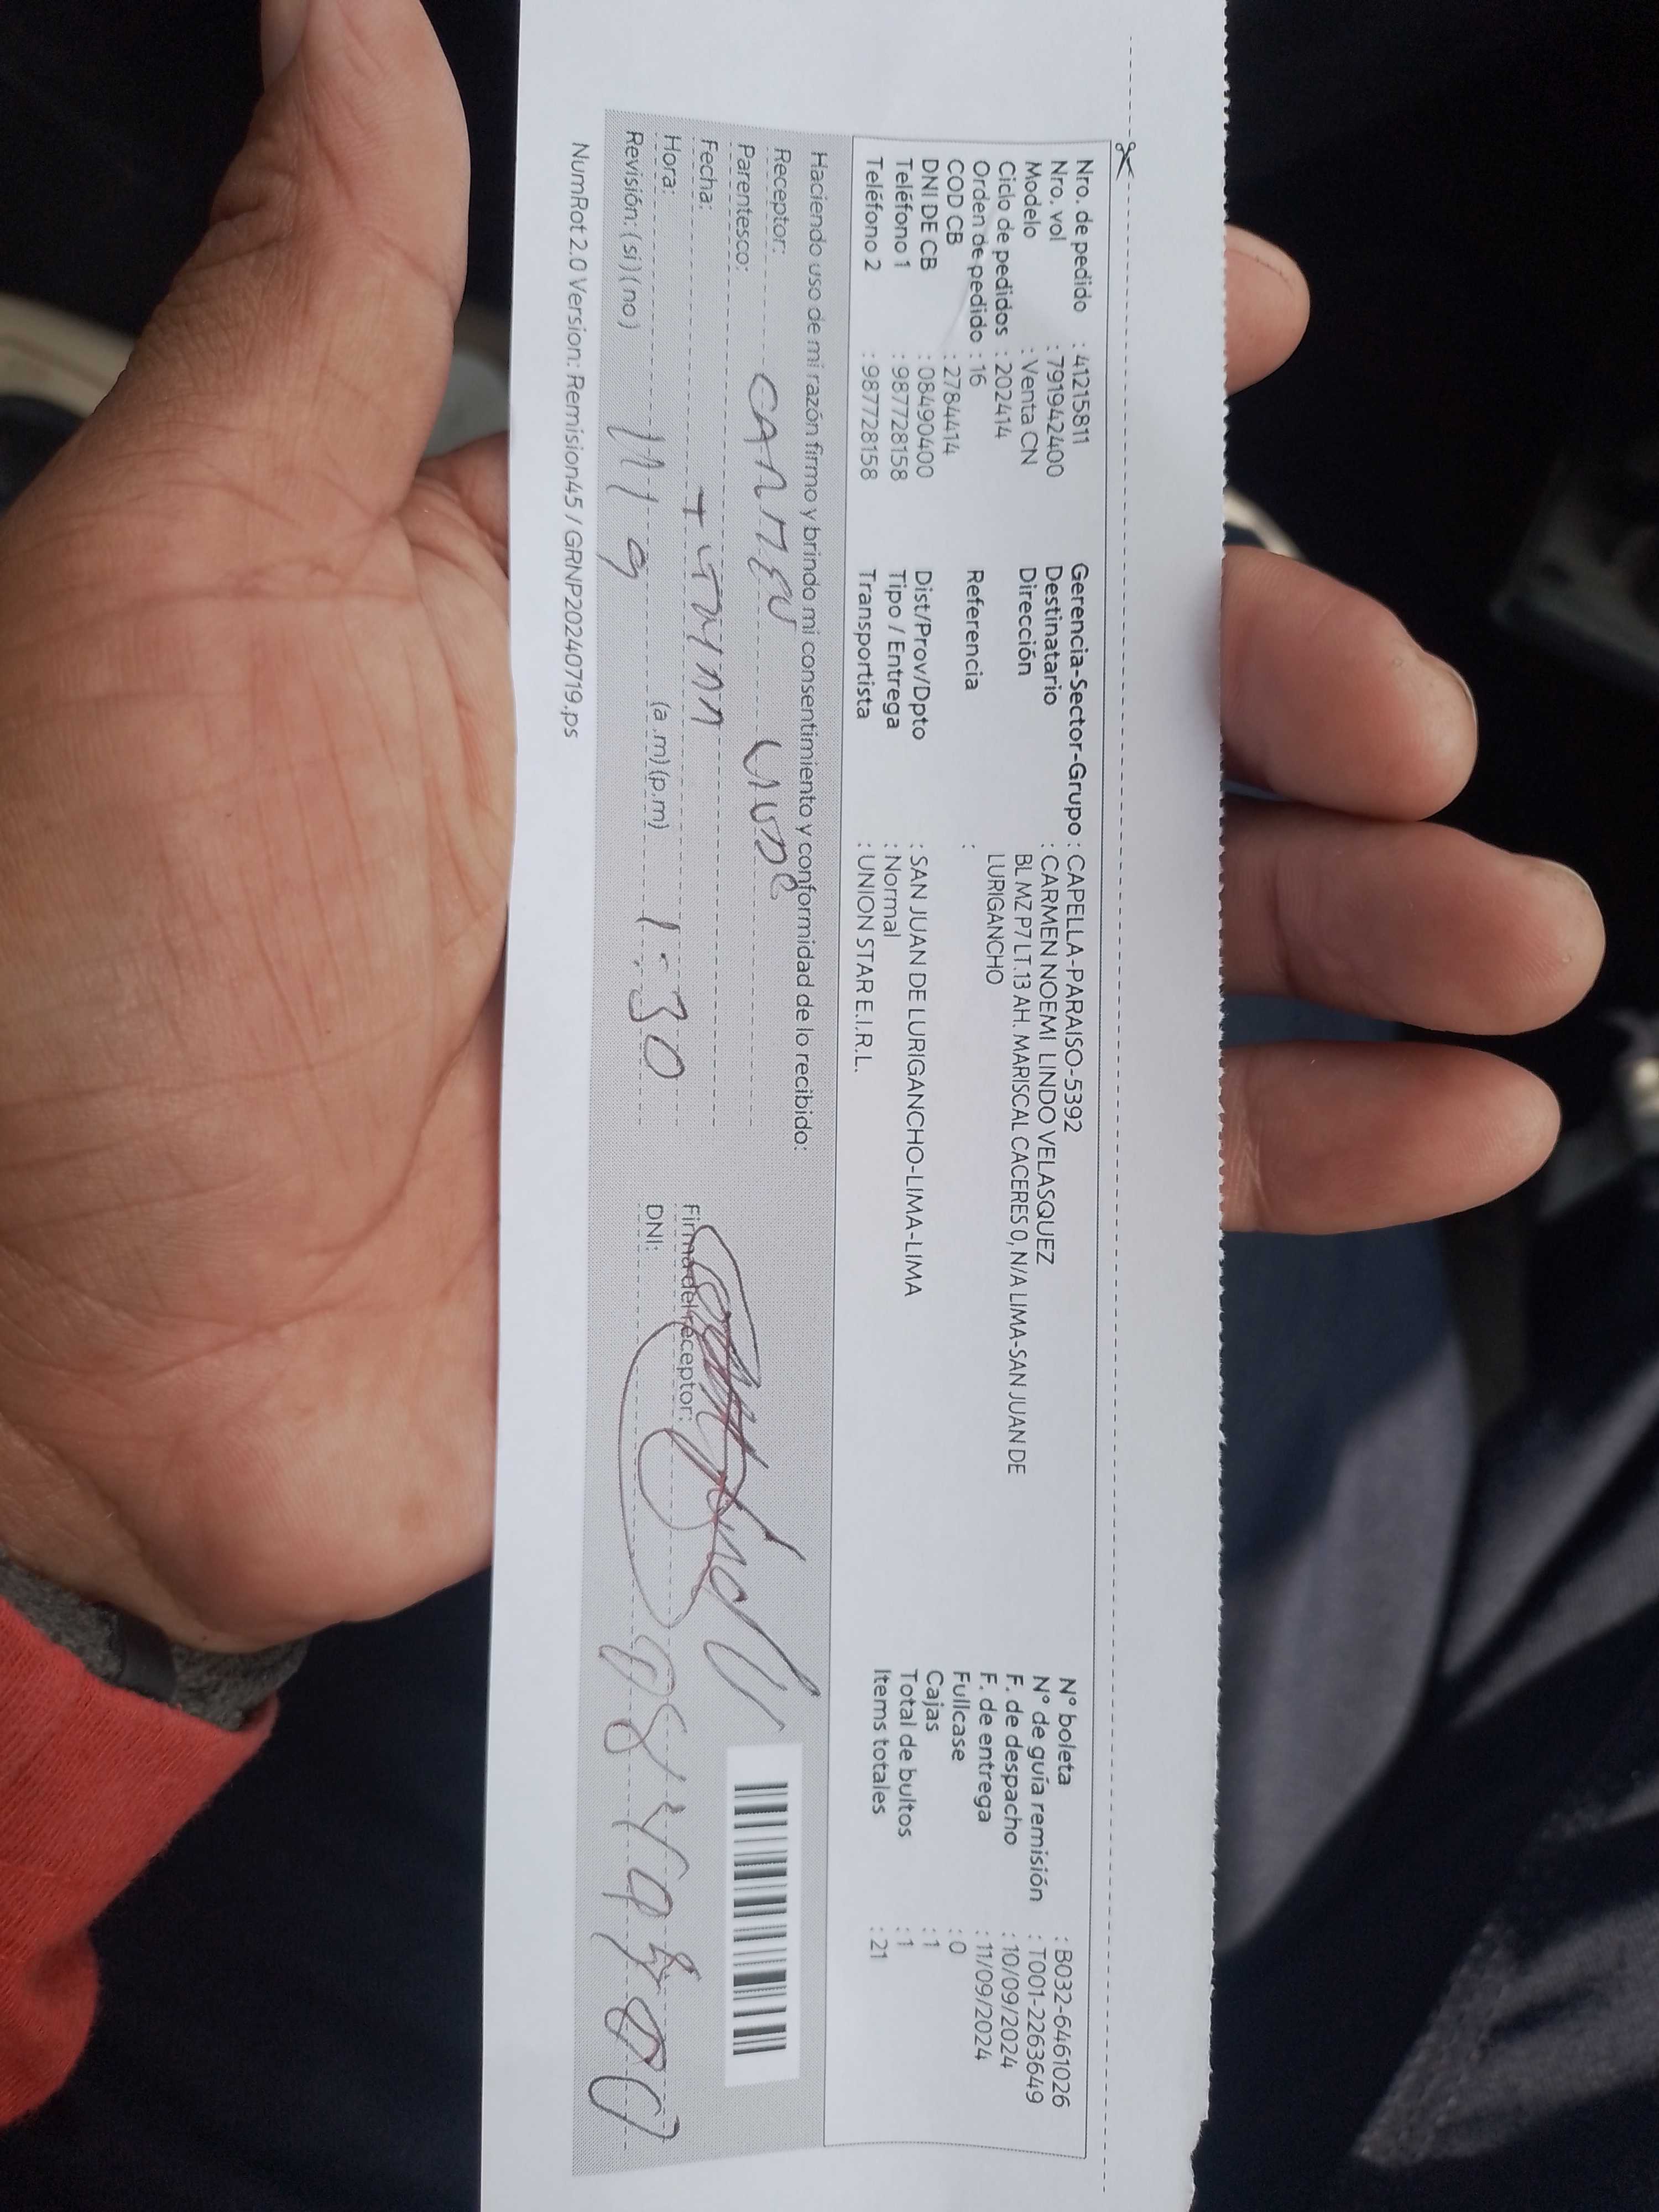 Nro. de pedido : 41215811
Nro. vol : 791942400
Modelo : Venta CN
Ciclo de pedidos : 202414
Orden de pedido : 16
COD CB : 2784414
DNI DE CB : 08490400
Teléfono 1 : 987728158
Teléfono 2 : 987728158
Gerencia-Sector-Grupo : CAPELLA-PARAISO-5392
Destinatario : CARMEN NOEMI LINDO VELASQUEZ
Dirección BL MZ P7 LT.13 AH. MARISCAL CACERES 0, N/A LIMA-SAN JUAN DE
LURIGANCHO
Referencia :
Dist/Prov/Dpto : SAN JUAN DE LURIGANCHO-LIMA-LIMA
Tipo / Entrega : Normal
Transportista : UNION STAR E.I.R.L.
N° boleta : B032-6461026
N° de guía remisión : T001-2263649
F. de despacho : 10/09/2024
F. de entrega : 11/09/2024
Fullcase : 0
Cajas : 1
Total de bultos : 1
Items totales : 21
Haciendo uso de mi razón firmo y brindo mi consentimiento y conformidad de lo recibido:
Receptor: CARMEN
Parentesco:
Fecha:
Hora: (a.m) (p.m) 1:30
Revisión: (si) (no) 11 9
Firma del receptor:
DNI:
NumRot 2.0 Version: Remision45 / GRNP20240719.ps